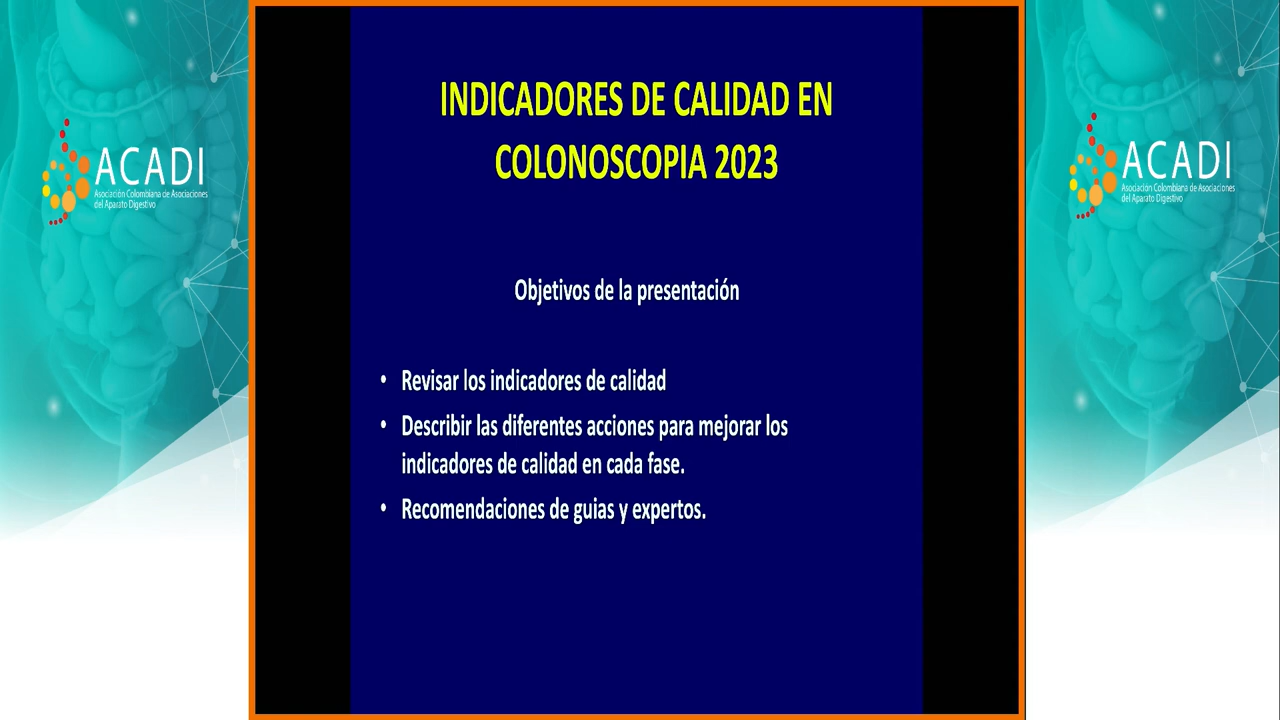 INDICADORES DE CALIDAD EN
COLONOSCOPIA 2023
Objetivos de la presentación
• Revisar los indicadores de calidad
• Describir las diferentes acciones para mejorar los
indicadores de calidad en cada fase.
• Recomendaciones de guias y expertos.
ACADI
Asociación Colombiana de Asociaciones
del Aparato Digestivo
ACADI
Asociación Colombiana de Asociaciones
del Aparato Digestivo